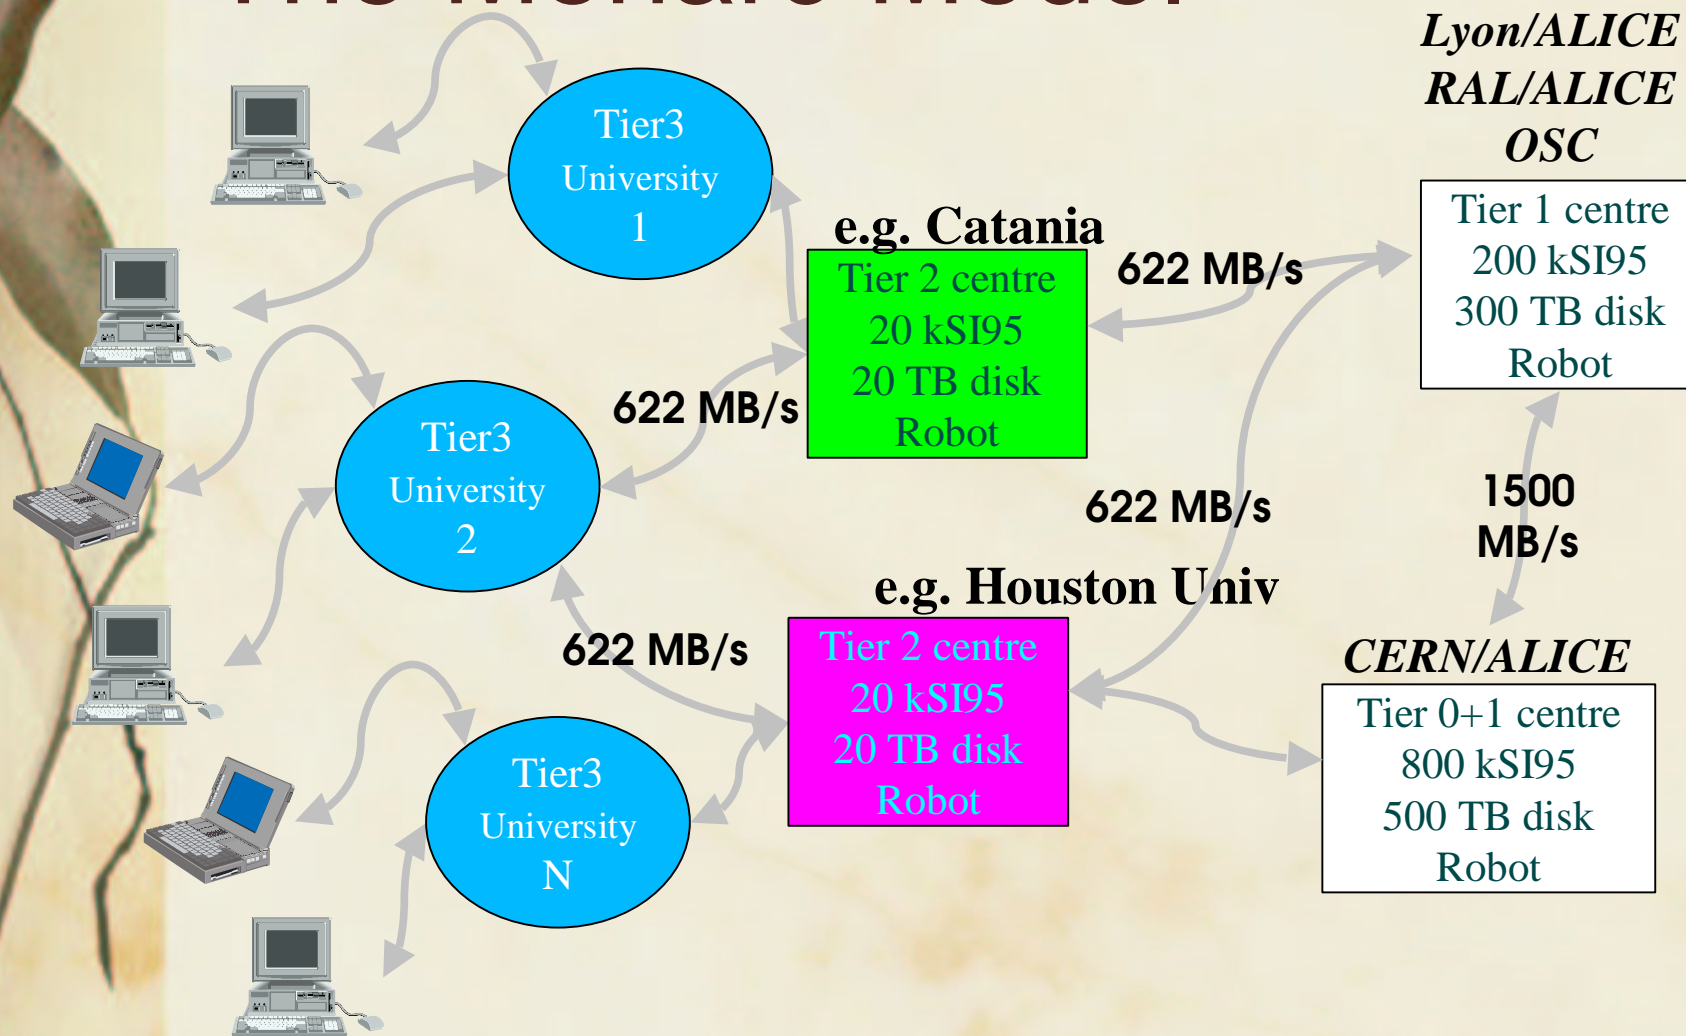 The Monarc Model
Lyon/ALICE
RAL/ALICE
OSC
Tier 1 centre
200 kSI95
300 TB disk
Robot
Tier3
University
1
e.g. Catania
Tier 2 centre
20 kSI95
20 TB disk
Robot
622 MB/s
622 MB/s
Tier3
University
2
622 MB/s
1500
MB/s
e.g. Houston Univ
Tier 2 centre
20 kSI95
20 TB disk
Robot
622 MB/s
CERN/ALICE
Tier 0+1 centre
800 kSI95
500 TB disk
Robot
Tier3
University
N